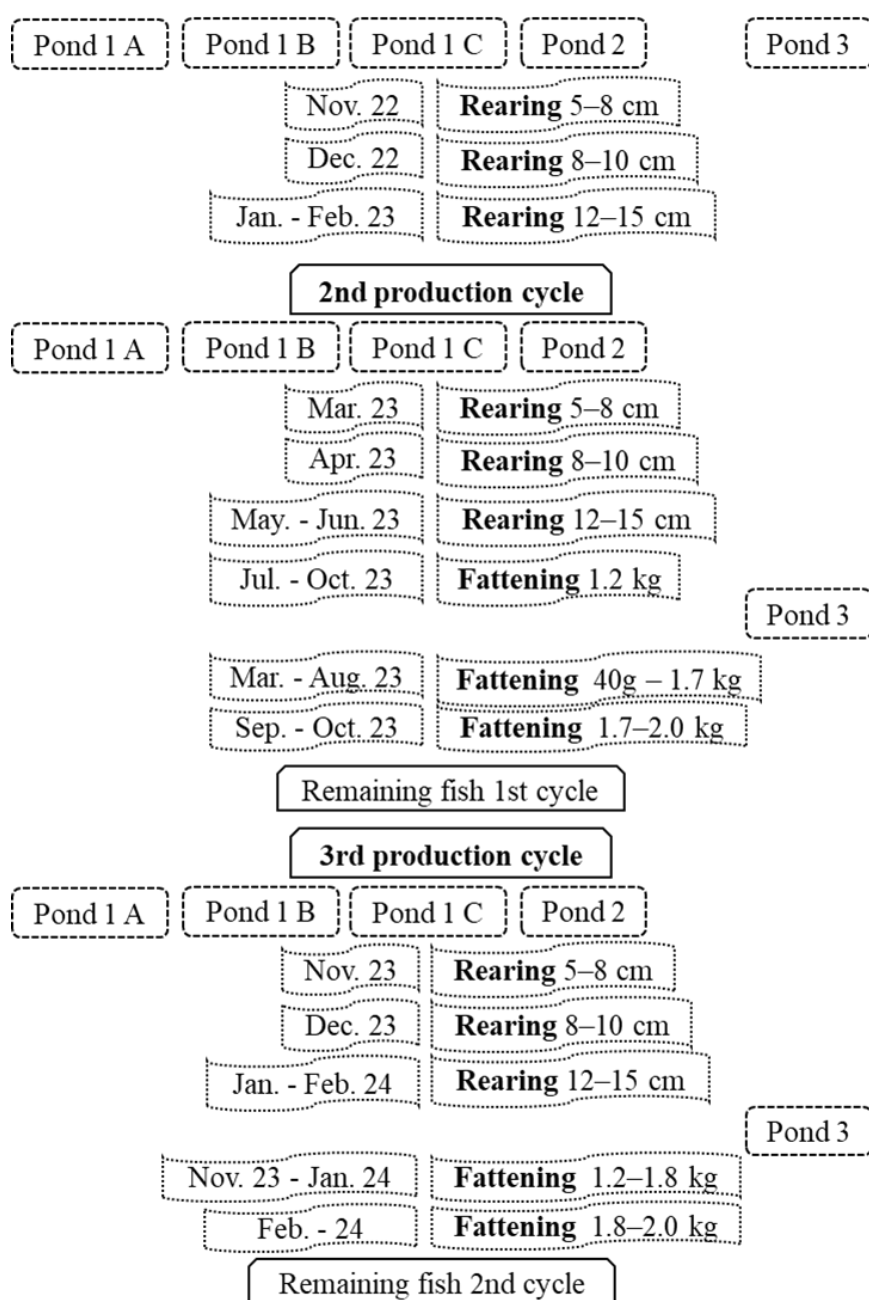 Pond 1 A Pond 1 B Pond 1 C Pond 2 Pond 3
Nov. 22 Rearing 5–8 cm
Dec. 22 Rearing 8–10 cm
Jan. - Feb. 23 Rearing 12–15 cm
2nd production cycle
Pond 1 A Pond 1 B Pond 1 C Pond 2
Mar. 23 Rearing 5–8 cm
Apr. 23 Rearing 8–10 cm
May. - Jun. 23 Rearing 12–15 cm
Jul. - Oct. 23 Fattening 1.2 kg
Pond 3
Mar. - Aug. 23 Fattening 40g – 1.7 kg
Sep. - Oct. 23 Fattening 1.7–2.0 kg
Remaining fish 1st cycle
3rd production cycle
Pond 1 A Pond 1 B Pond 1 C Pond 2
Nov. 23 Rearing 5–8 cm
Dec. 23 Rearing 8–10 cm
Jan. - Feb. 24 Rearing 12–15 cm
Pond 3
Nov. 23 - Jan. 24 Fattening 1.2–1.8 kg
Feb. - 24 Fattening 1.8–2.0 kg
Remaining fish 2nd cycle